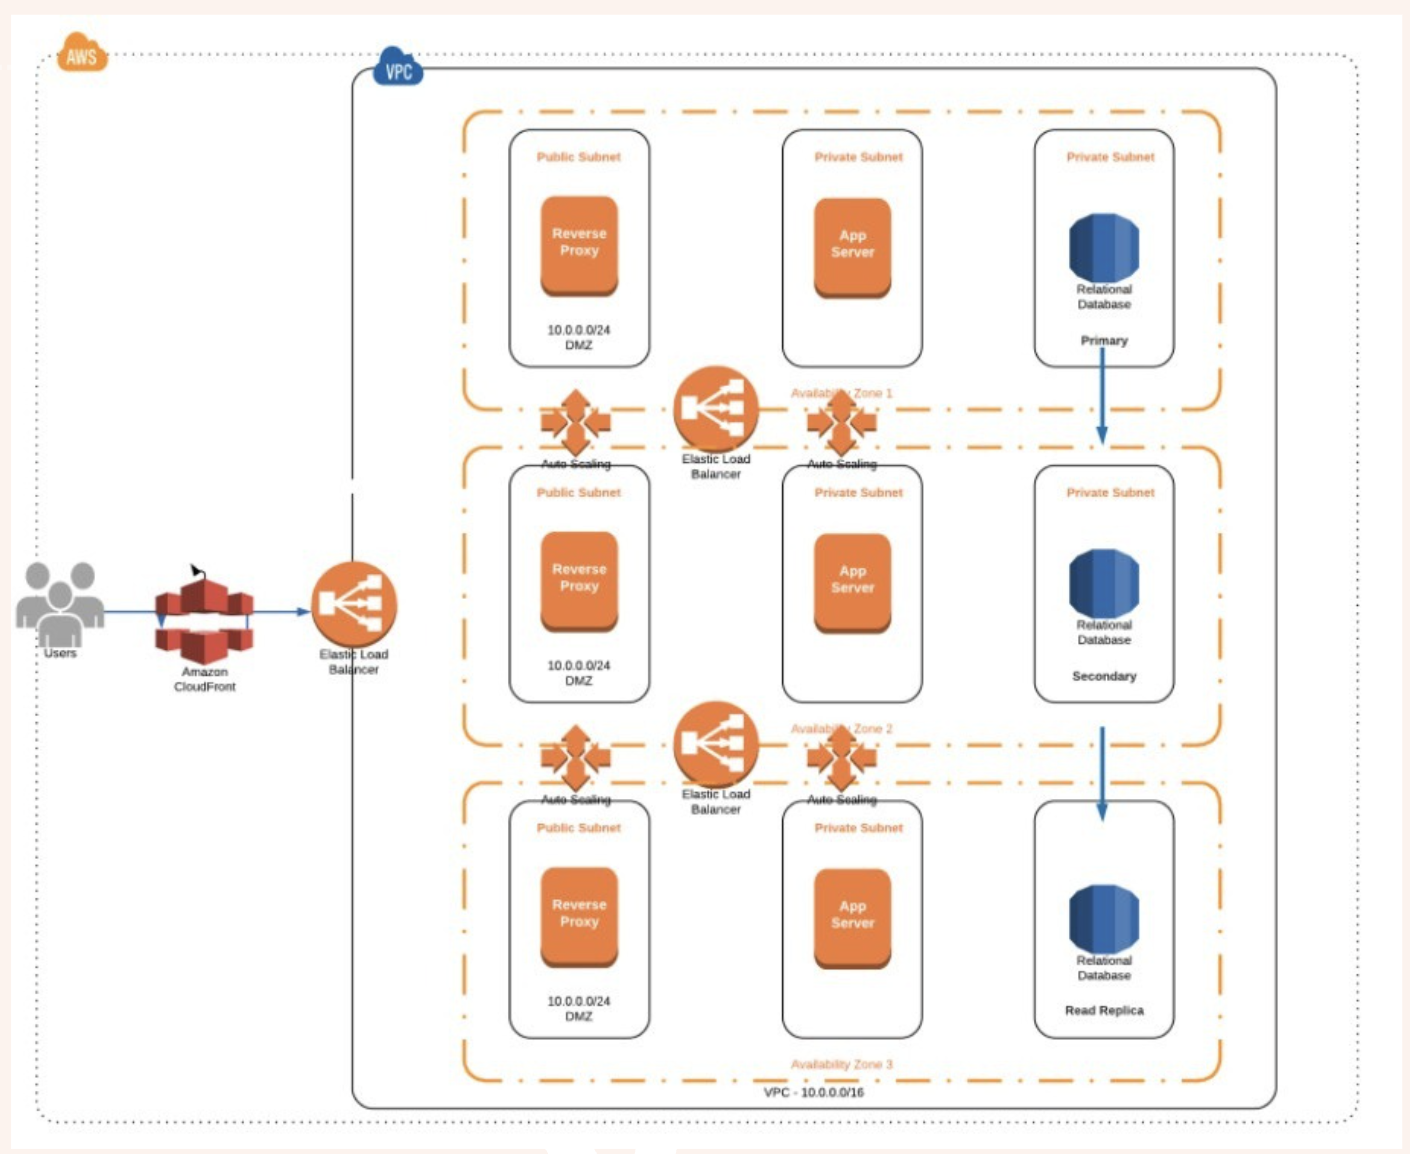 AWS
VPC
Public Subnet
Reverse
Proxy
10.0.0.0/24
DMZ
Private Subnet
App
Server
Private Subnet
Relational
Database
Primary
Availability Zone 1
Auto Scaling
Elastic Load
Balancer
Auto Scaling
Public Subnet
Reverse
Proxy
10.0.0.0/24
DMZ
Private Subnet
App
Server
Private Subnet
Relational
Database
Secondary
Users
Amazon
CloudFront
Elastic Load
Balancer
Availability Zone 2
Auto Scaling
Elastic Load
Balancer
Auto Scaling
Public Subnet
Reverse
Proxy
10.0.0.0/24
DMZ
Private Subnet
App
Server
Private Subnet
Relational
Database
Read Replica
Availability Zone 3
VPC - 10.0.0.0/16